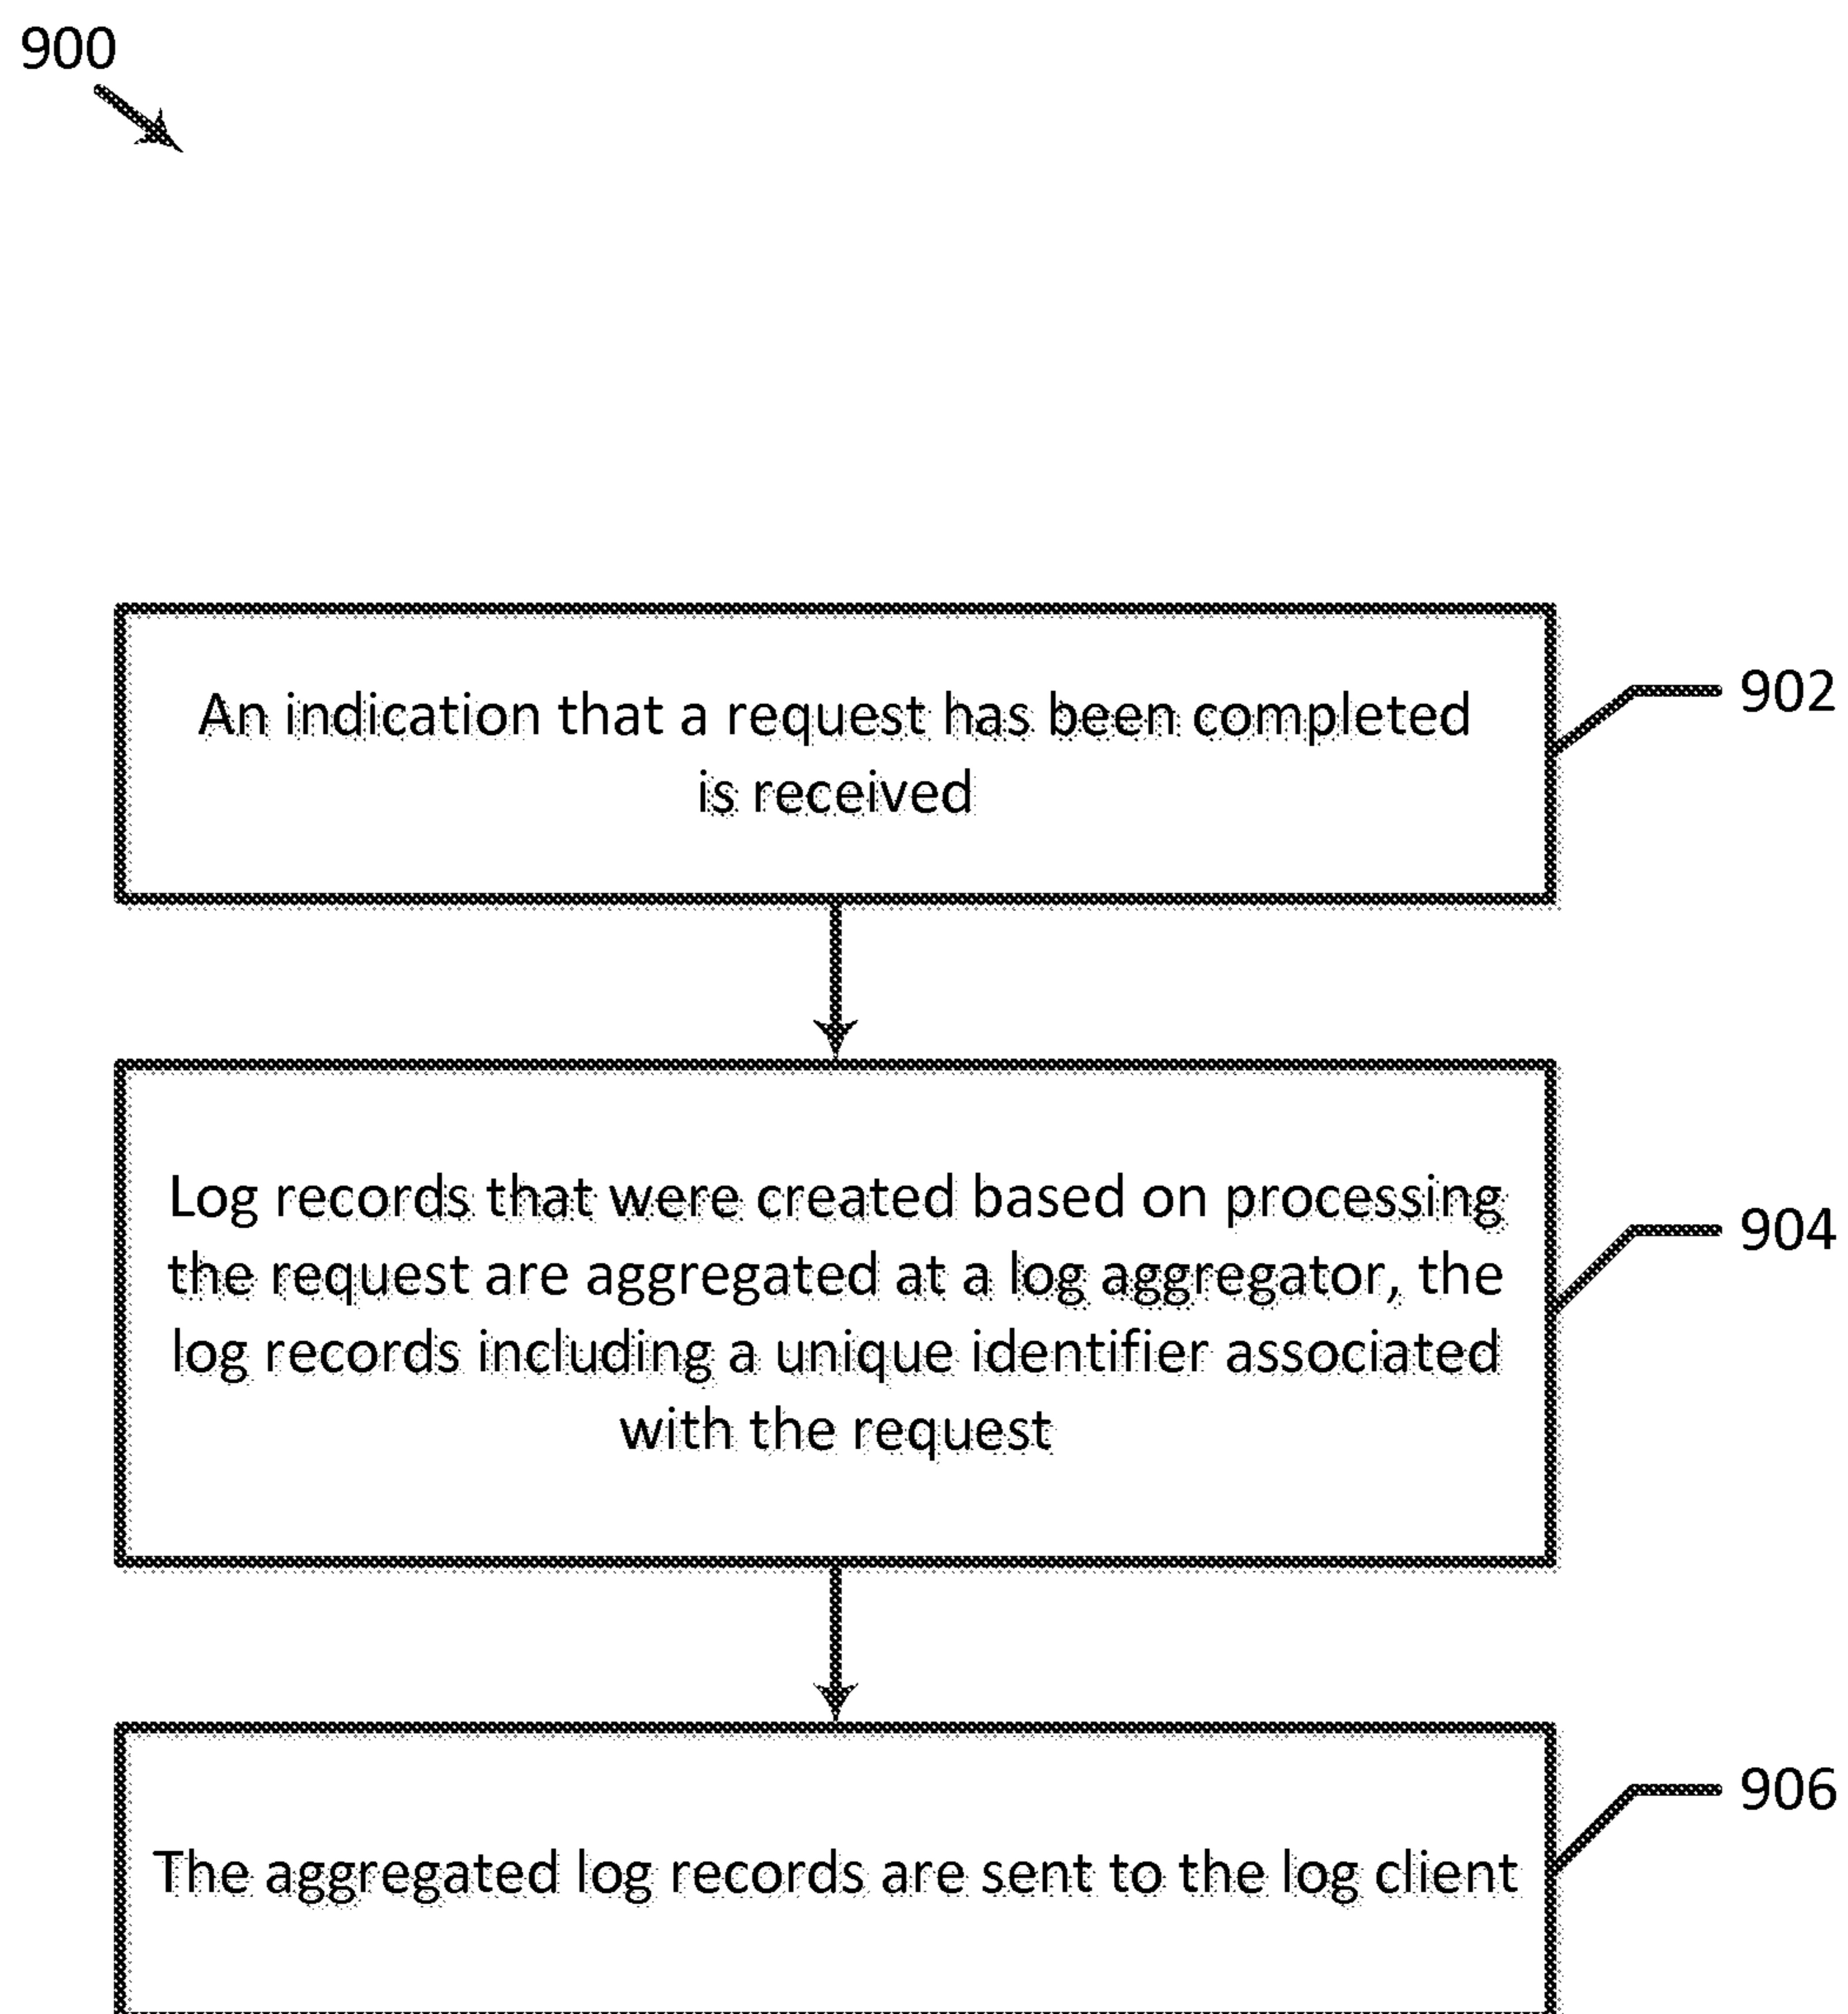 900
An indication that a request has been completed
is received
902
Log records that were created based on processing
the request are aggregated at a log aggregator, the
log records including a unique identifier associated
with the request
904
The aggregated log records are sent to the log client
906